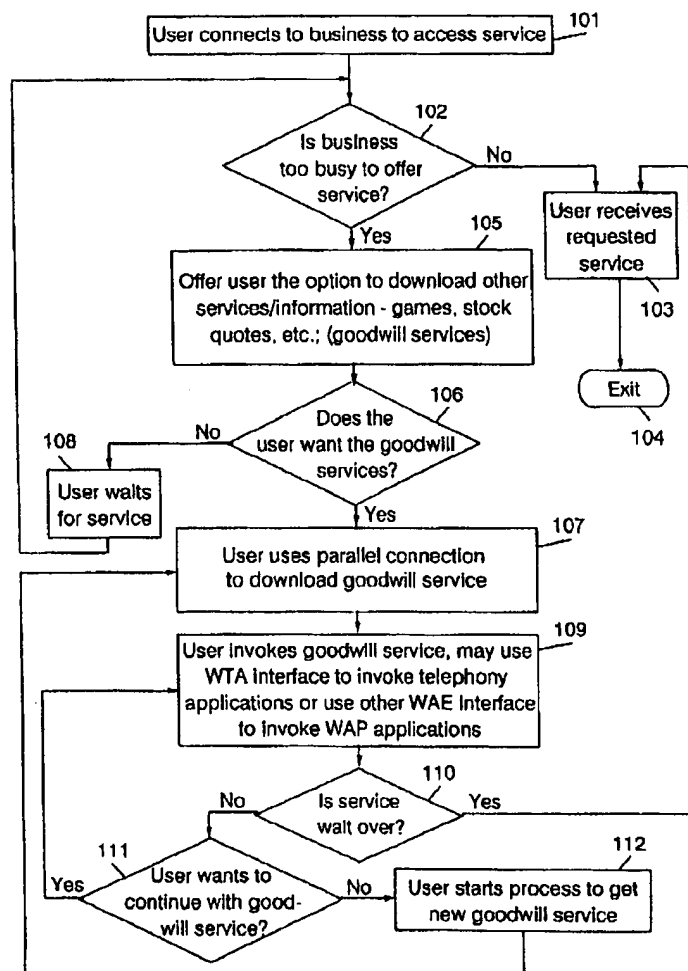 User connects to business to access service
101
102
Is business
too busy to offer
service?
No
Yes
User receives
requested
service
103
Exit
104
105
Offer user the option to download other
services/information - games, stock
quotes, etc.; (goodwill services)
106
Does the
user want the goodwill
services?
No
Yes
108
User waits
for service
107
User uses parallel connection
to download goodwill service
109
User invokes goodwill service, may use
WTA interface to invoke telephony
applications or use other WAE interface
to invoke WAP applications
110
Is service
wait over?
No
Yes
111
User wants to
continue with good-
will service?
Yes
No
112
User starts process to get
new goodwill service